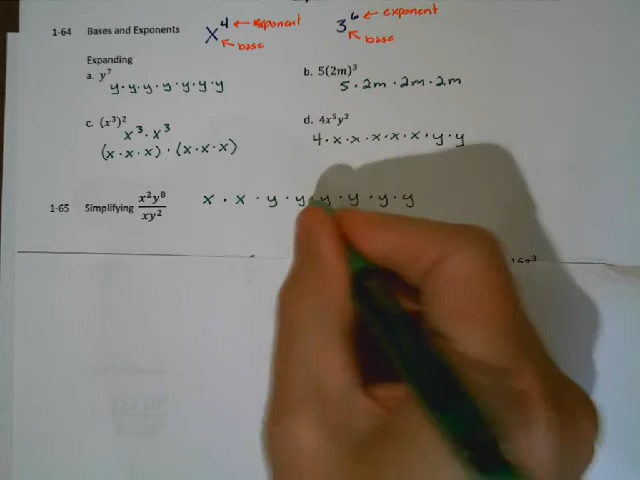 1-64 Bases and Exponents x⁴ ← exponent 3⁶ ← exponent
← base ← base
Expanding
a. y⁷ b. 5(2m)³
y·y·y·y·y·y·y 5·2m·2m·2m
c. (x³)² d. 4x⁵y²
x³·x³ 4·x·x·x·x·x·y·y
(x·x·x)·(x·x·x)
1-65 Simplifying x²y⁸/xy² x·x·y·y·y·y·y·y